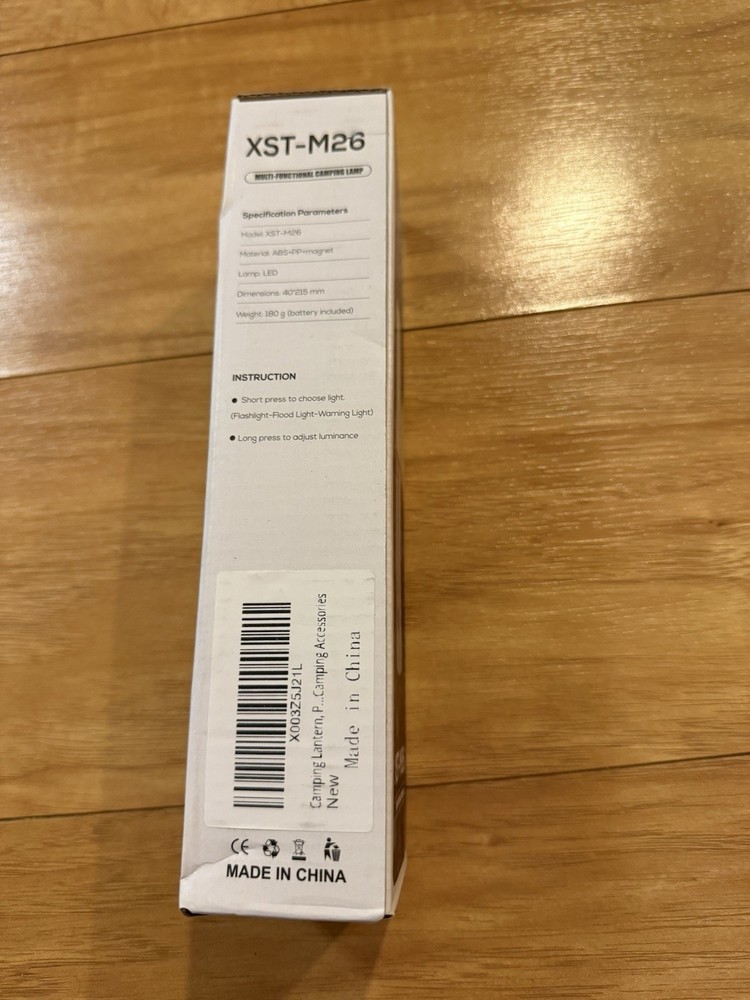 XST-M26
MULTI-FUNCTIONAL CAMPING LAMP
Specification Parameters
Model: XST-M26
Material: ABS+PP+magnet
Lamp: LED
Dimensions: 40*215 mm
Weight: 180 g (battery included)
INSTRUCTION
● Short press to choose light.
(Flashlight-Flood Light-Warning Light)
● Long press to adjust luminance
X003Z5J21L
Camping Lantern, P...Camping Accessories
New
Made in China
CE
MADE IN CHINA